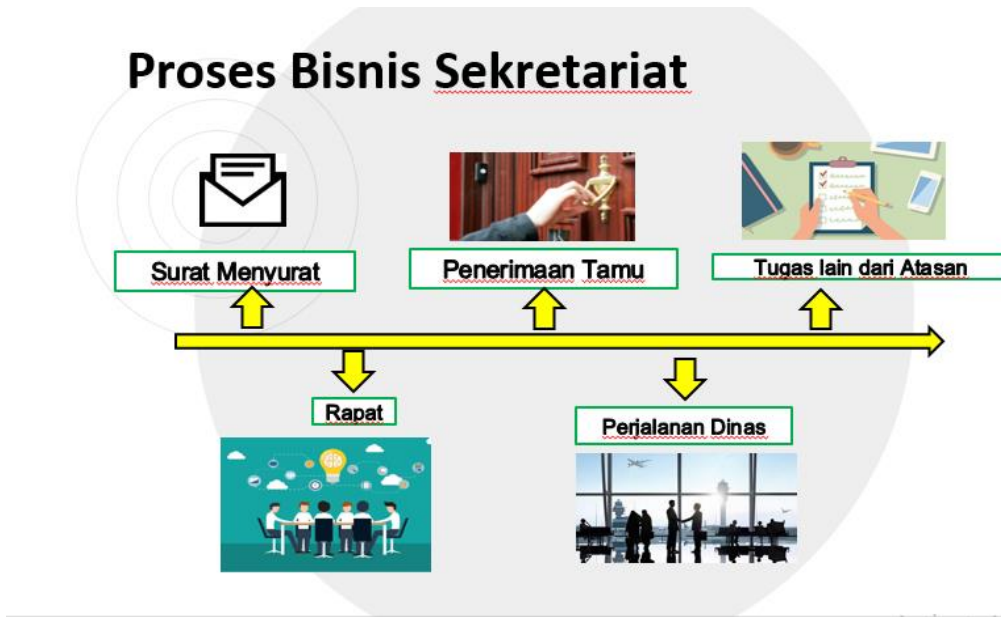 Proses Bisnis Sekretariat
Surat Menyurat
Penerimaan Tamu
Tugas lain dari Atasan
Rapat
Perjalanan Dinas